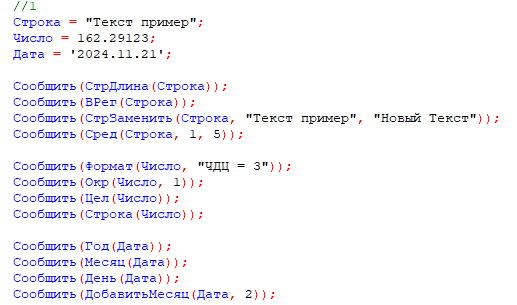 //1
Строка = "Текст пример";
Число = 162.29123;
Дата = '2024.11.21';
Сообщить(СтрДлина(Строка));
Сообщить(ВРег(Строка));
Сообщить(СтрЗаменить(Строка, "Текст пример", "Новый Текст"));
Сообщить(Сред(Строка, 1, 5));
Сообщить(Формат(Число, "ЧДЦ = 3"));
Сообщить(Окр(Число, 1));
Сообщить(Цел(Число));
Сообщить(Строка(Число));
Сообщить(Год(Дата));
Сообщить(Месяц(Дата));
Сообщить(День(Дата));
Сообщить(ДобавитьМесяц(Дата, 2));